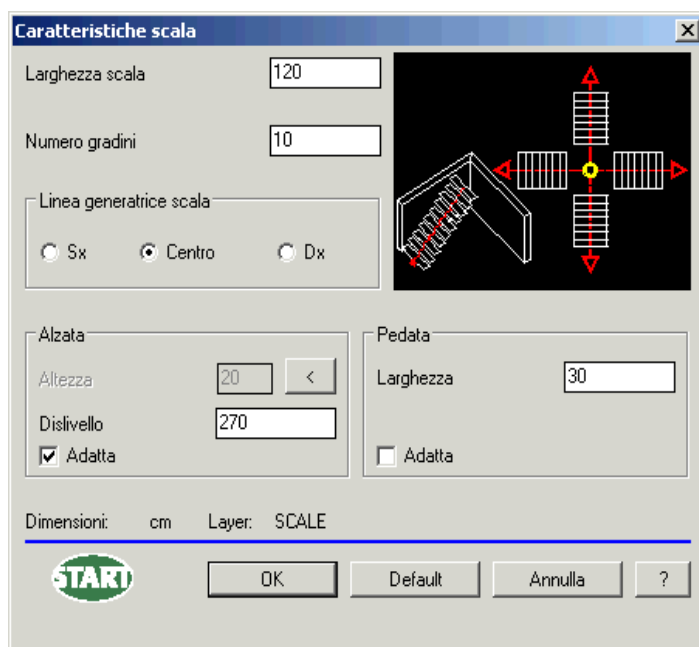 Caratteristiche scala
Larghezza scala 120
Numero gradini 10
Linea generatrice scala
Sx Centro Dx
Alzata
Altezza 20 <
Dislivello 270
Adatta
Pedata
Larghezza 30
Adatta
Dimensioni: cm Layer: SCALE
START OK Default Annulla ?